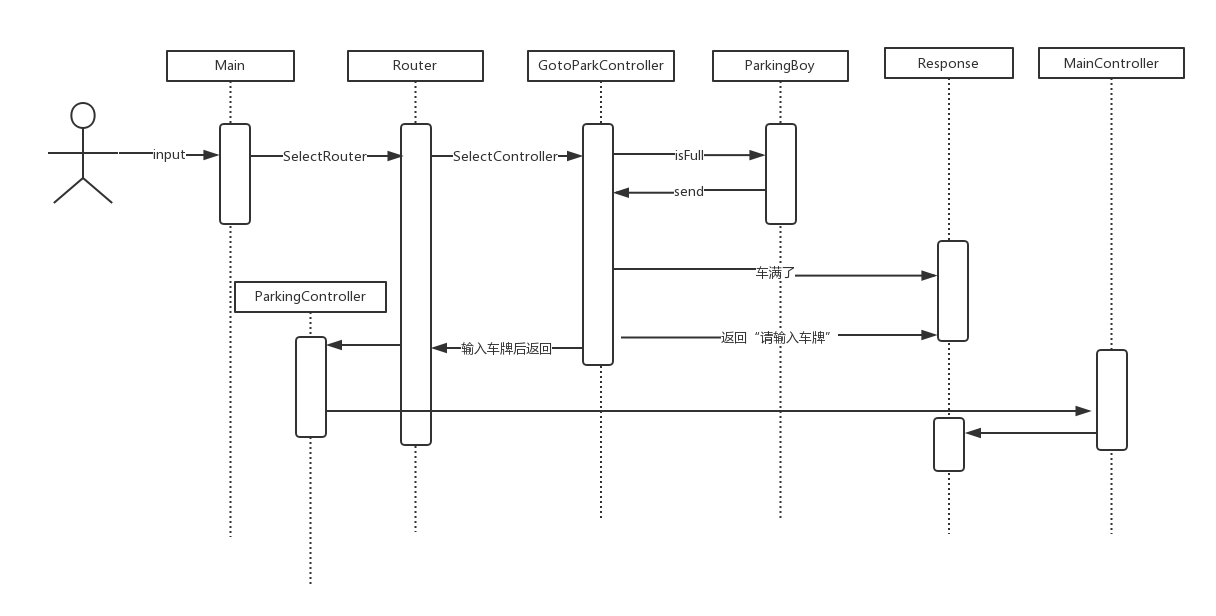 Main
Router
GotoParkController
ParkingBoy
Response
MainController
input
SelectRouter
SelectController
isFull
send
车满了
ParkingController
返回“请输入车牌”
输入车牌后返回